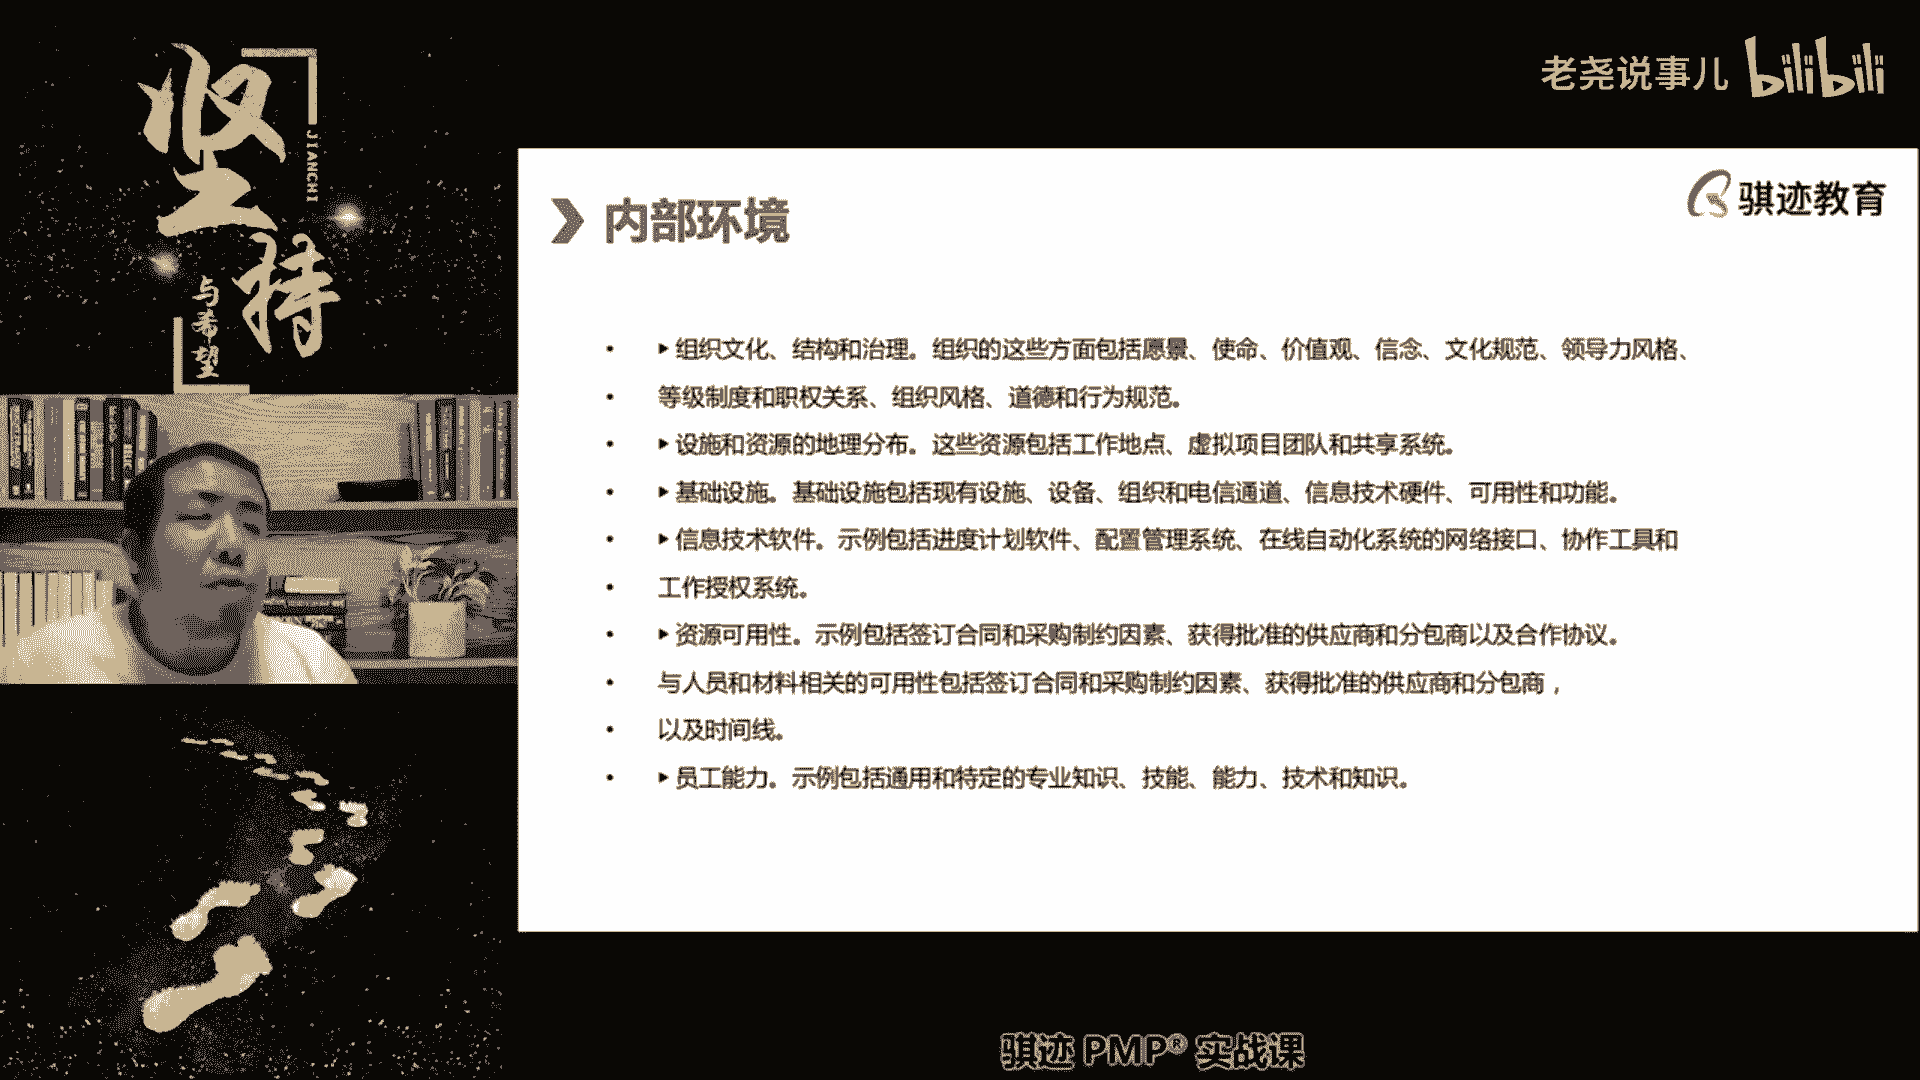 坚持
JIANCHI
与希望
老尧说事儿 bilibili
骐迹教育
内部环境
• ▸组织文化、结构和治理。组织的这些方面包括愿景、使命、价值观、信念、文化规范、领导力风格、
• 等级制度和职权关系、组织风格、道德和行为规范。
• ▸设施和资源的地理分布。这些资源包括工作地点、虚拟项目团队和共享系统。
• ▸基础设施。基础设施包括现有设施、设备、组织和电信通道、信息技术硬件、可用性和功能。
• ▸信息技术软件。示例包括进度计划软件、配置管理系统、在线自动化系统的网络接口、协作工具和
• 工作授权系统。
• ▸资源可用性。示例包括签订合同和采购制约因素、获得批准的供应商和分包商以及合作协议。
• 与人员和材料相关的可用性包括签订合同和采购制约因素、获得批准的供应商和分包商，
• 以及时间线。
• ▸员工能力。示例包括通用和特定的专业知识、技能、能力、技术和知识。
骐迹 PMP® 实战课